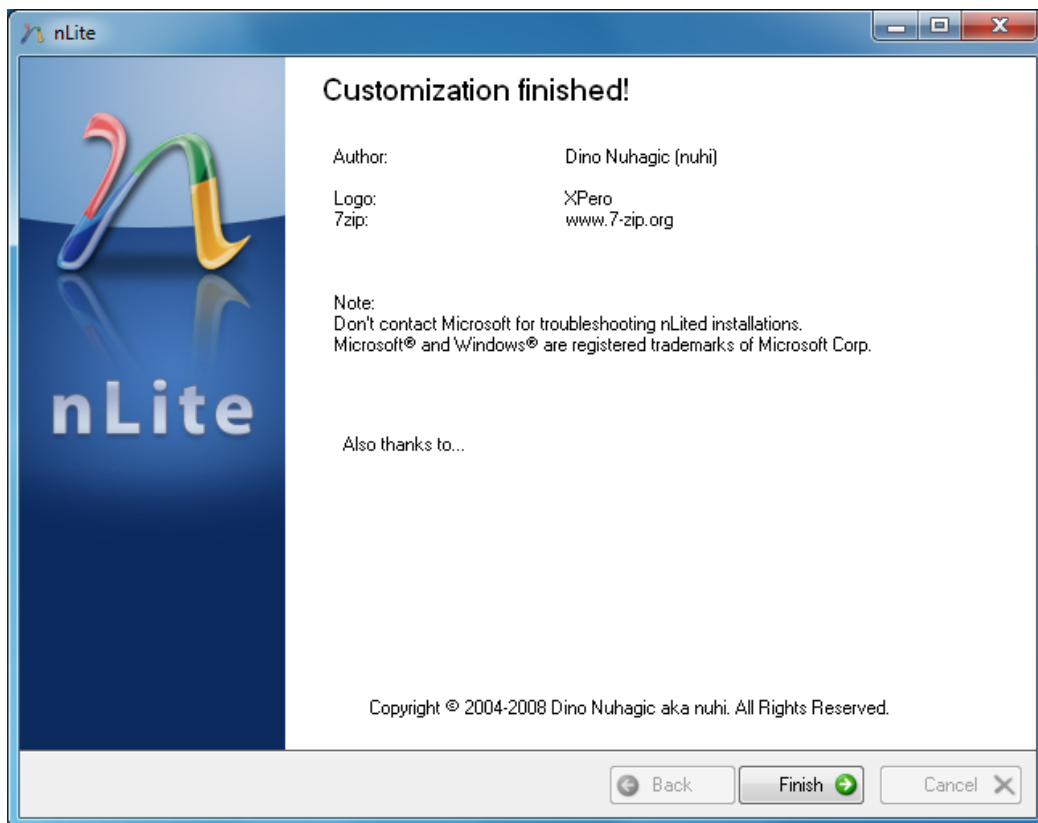 nLite
Customization finished!
Author: Dino Nuhagic (nuhi)
Logo: XPero
7zip: www.7-zip.org
Note:
Don't contact Microsoft for troubleshooting nLited installations.
Microsoft® and Windows® are registered trademarks of Microsoft Corp.
nLite
Also thanks to...
Copyright © 2004-2008 Dino Nuhagic aka nuhi. All Rights Reserved.
Back Finish Cancel